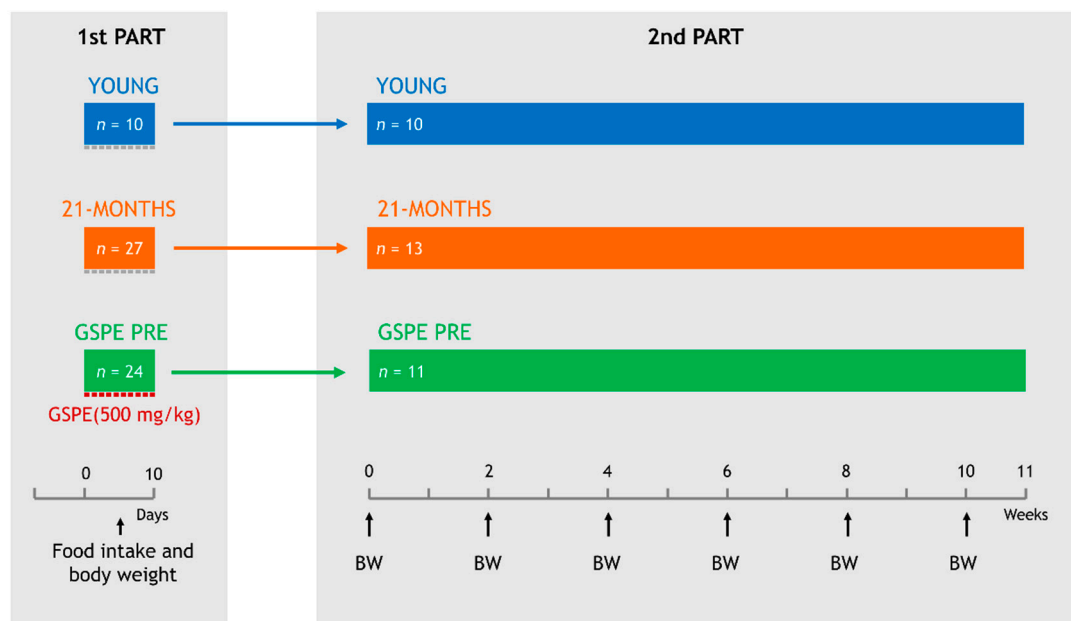 1st PART
YOUNG
n = 10
21-MONTHS
n = 27
GSPE PRE
n = 24
GSPE(500 mg/kg)
0 10
Days
Food intake and
body weight
2nd PART
YOUNG
n = 10
21-MONTHS
n = 13
GSPE PRE
n = 11
0 2 4 6 8 10 11
Weeks
BW BW BW BW BW BW